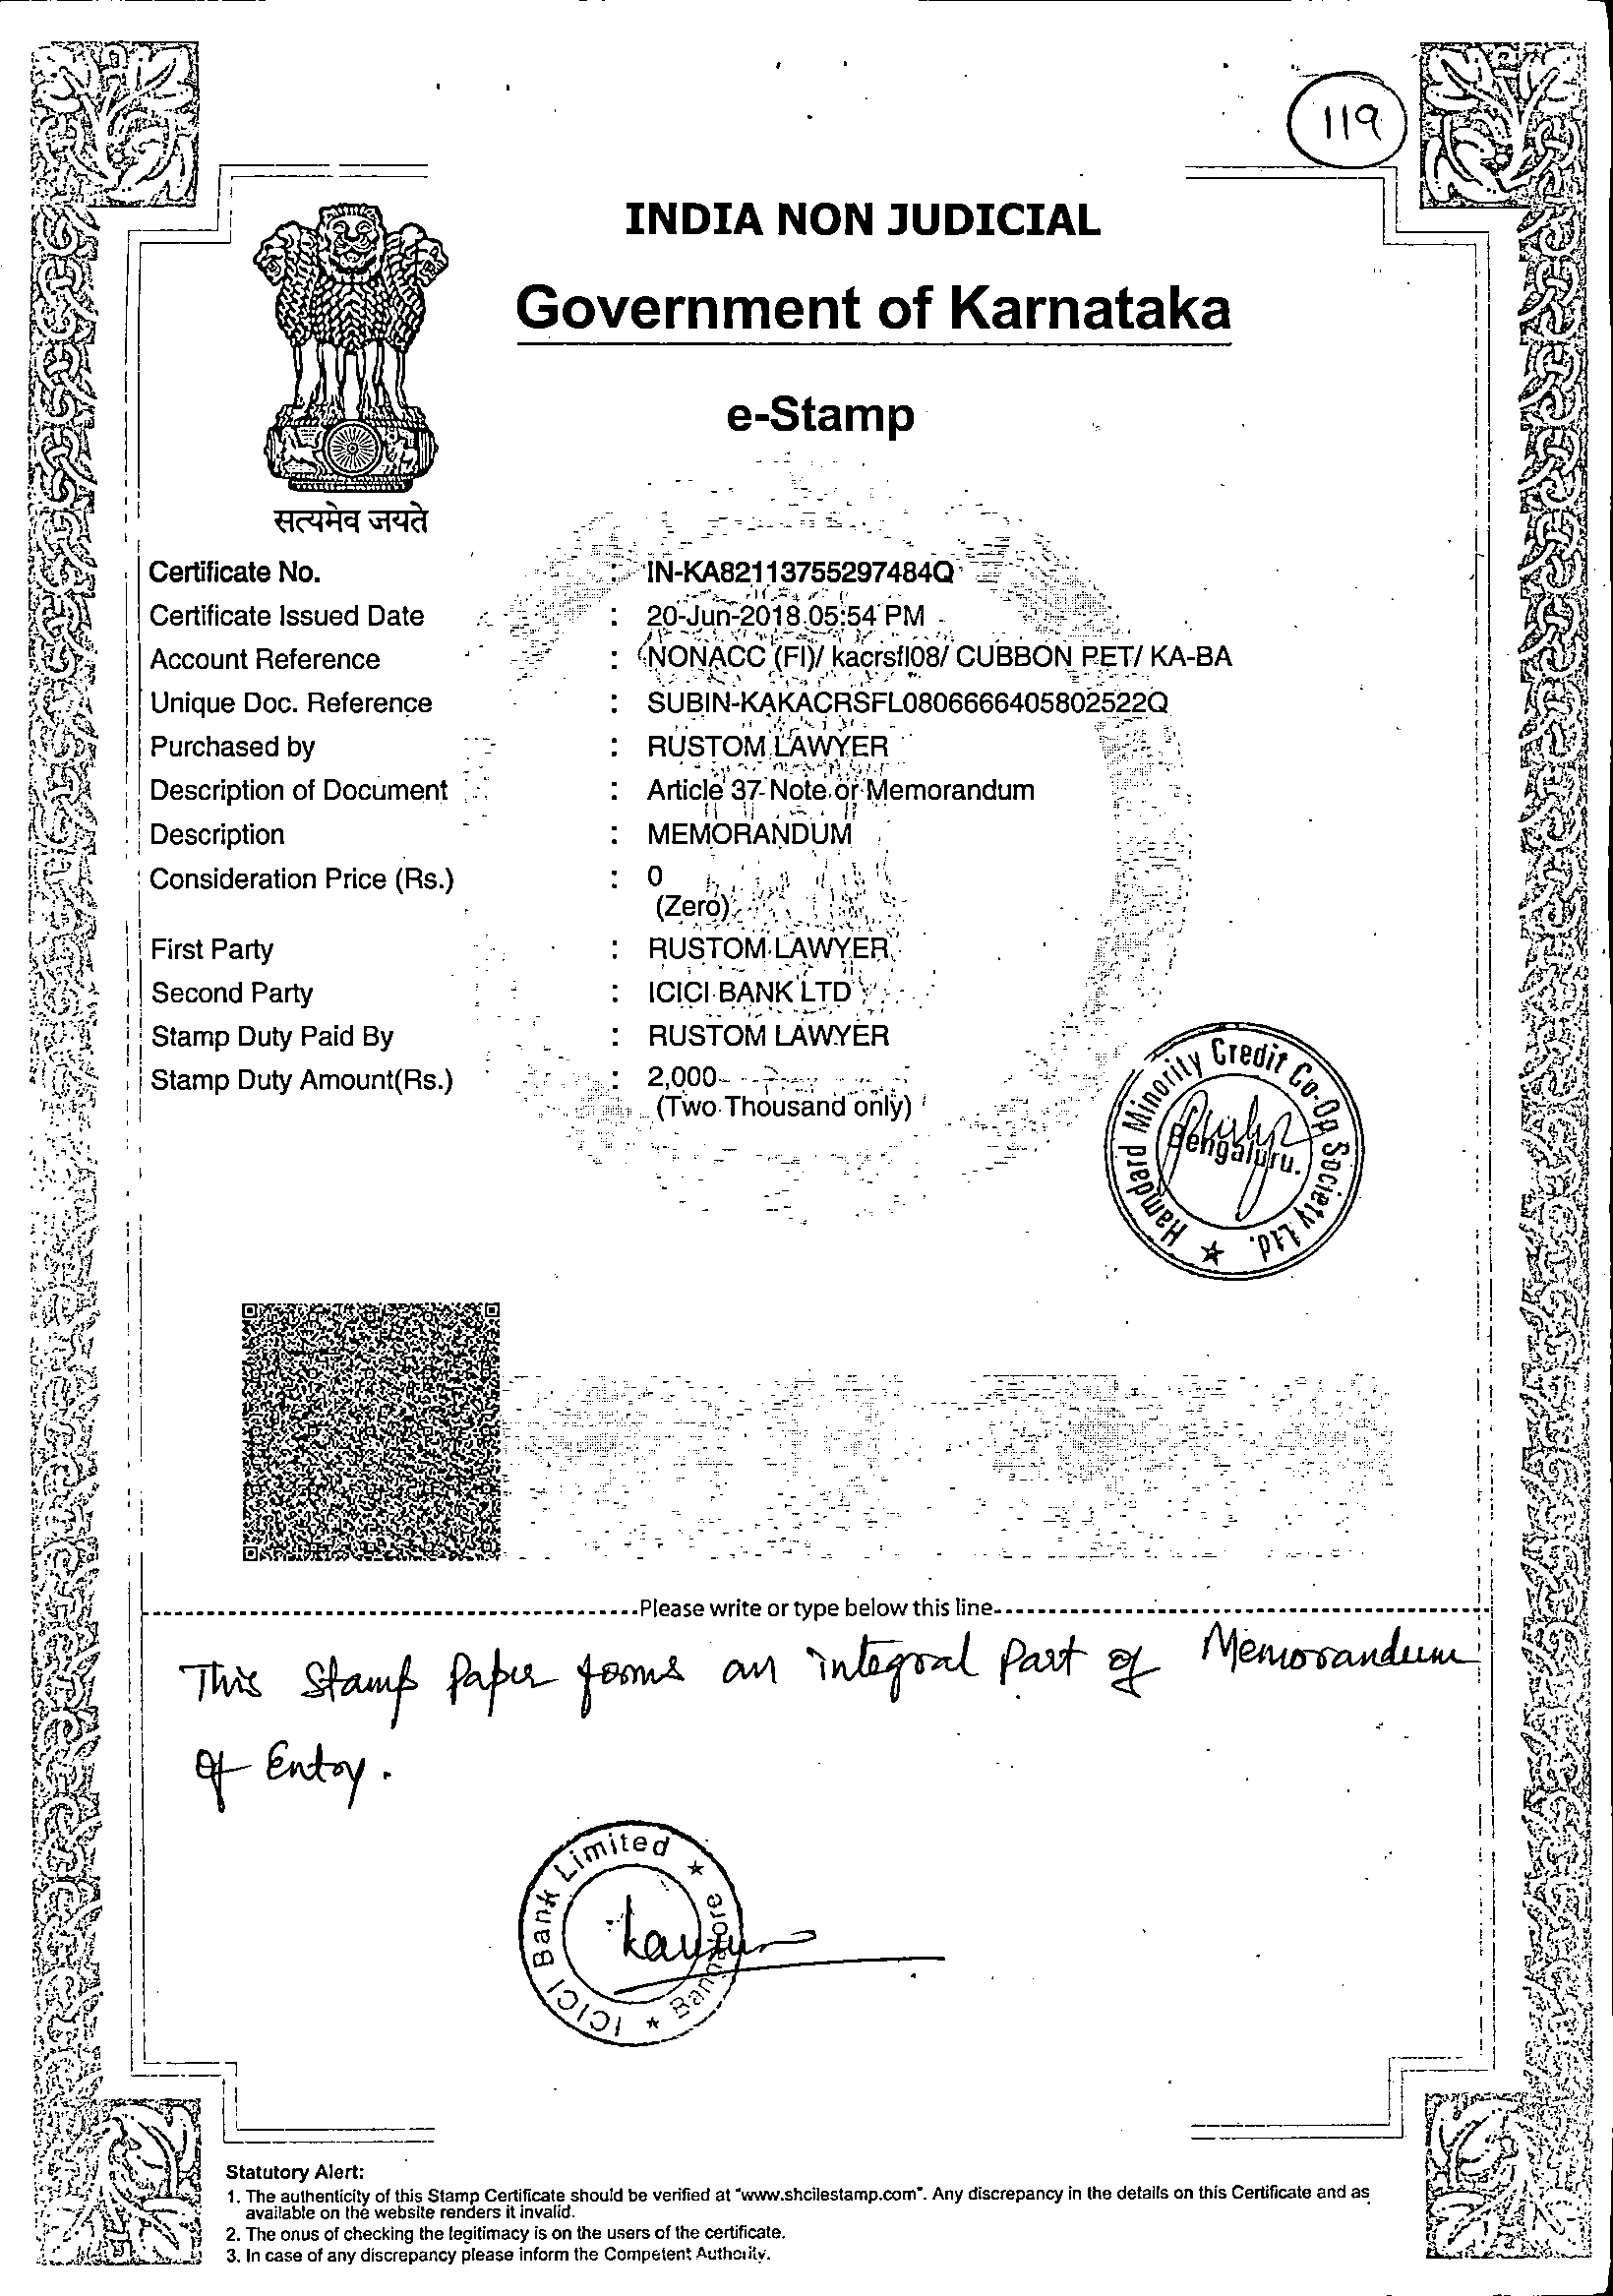 119
INDIA NON JUDICIAL
Government of Karnataka
e-Stamp
सत्यमेव जयते
Certificate No. : IN-KA82113755297484Q
Certificate Issued Date : 20-Jun-2018 05:54 PM
Account Reference : NONACC (FI)/ kacrsfl08/ CUBBON PET/ KA-BA
Unique Doc. Reference : SUBIN-KAKACRSFL0806666405802522Q
Purchased by : RUSTOM LAWYER
Description of Document : Article 37 Note or Memorandum
Description : MEMORANDUM
Consideration Price (Rs.) : 0
(Zero)
First Party : RUSTOM LAWYER
Second Party : ICICI BANK LTD
Stamp Duty Paid By : RUSTOM LAWYER
Stamp Duty Amount(Rs.) : 2,000
(Two Thousand only)
Hamdard Minority Credit Co-Op Society Ltd.
Bengaluru.
Please write or type below this line
This Stamp Paper forms an integral Part of Memorandum
of Entry.
ICICI Bank Limited
Bangalore
Statutory Alert:
1. The authenticity of this Stamp Certificate should be verified at "www.shcilestamp.com". Any discrepancy in the details on this Certificate and as
available on the website renders it invalid.
2. The onus of checking the legitimacy is on the users of the certificate.
3. In case of any discrepancy please inform the Competent Authority.